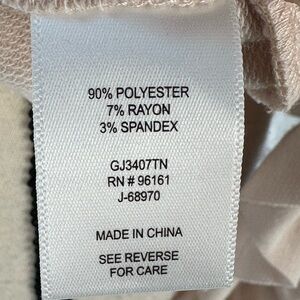 90% POLYESTER
7% RAYON
3% SPANDEX
GJ3407TN
RN # 96161
J-68970
MADE IN CHINA
SEE REVERSE
FOR CARE